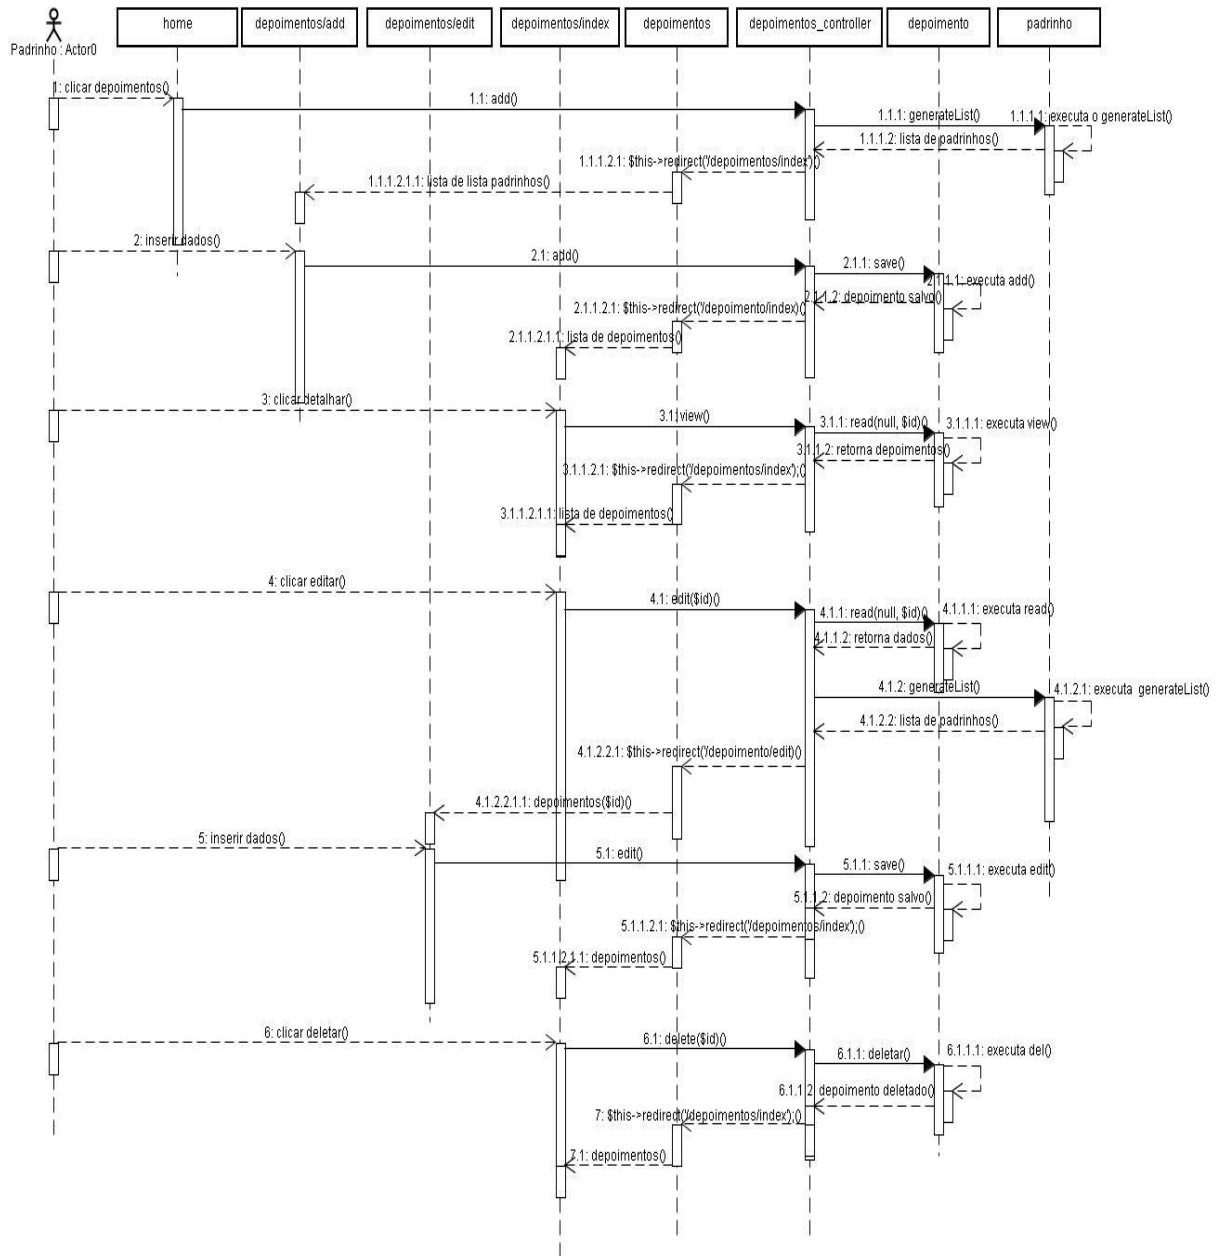 home
depoimentos/add
depoimentos/edit
depoimentos/index
depoimentos
depoimentos_controller
depoimento
padrinho
Padrinho : Actor0
1: clicar depoimentos()
1.1: add()
1.1.1: generateList()
1.1.1.1: executa o generateList()
1.1.1.2: lista de padrinhos()
1.1.1.2.1: $this->redirect('/depoimentos/index');()
1.1.1.2.1.1: lista de lista padrinhos()
2: inserir dados()
2.1: add()
2.1.1: save()
2.1.1.1: executa add()
2.1.1.2: depoimento salvo()
2.1.1.2.1: $this->redirect('/depoimento/index)()
2.1.1.2.1.1: lista de depoimentos()
3: clicar detalhar()
3.1: view()
3.1.1: read(null, $id)()
3.1.1.1: executa view()
3.1.1.2: retorna depoimentos()
3.1.1.2.1: $this->redirect('/depoimentos/index');()
3.1.1.2.1.1: lista de depoimentos()
4: clicar editar()
4.1: edit($id)()
4.1.1: read(null, $id)()
4.1.1.1: executa read()
4.1.1.2: retorna dados()
4.1.2: generateList()
4.1.2.1: executa  generateList()
4.1.2.2: lista de padrinhos()
4.1.2.2.1: $this->redirect('/depoimento/edit)()
4.1.2.2.1.1: depoimentos($id)()
5: inserir dados()
5.1: edit()
5.1.1: save()
5.1.1.1: executa edit()
5.1.1.2: depoimento salvo()
5.1.1.2.1: $this->redirect('/depoimentos/index');()
5.1.1.2.1.1: depoimentos()
6: clicar deletar()
6.1: delete($id)()
6.1.1: deletar()
6.1.1.1: executa del()
6.1.1.2: depoimento deletado()
7: $this->redirect('/depoimentos/index');()
7.1: depoimentos()